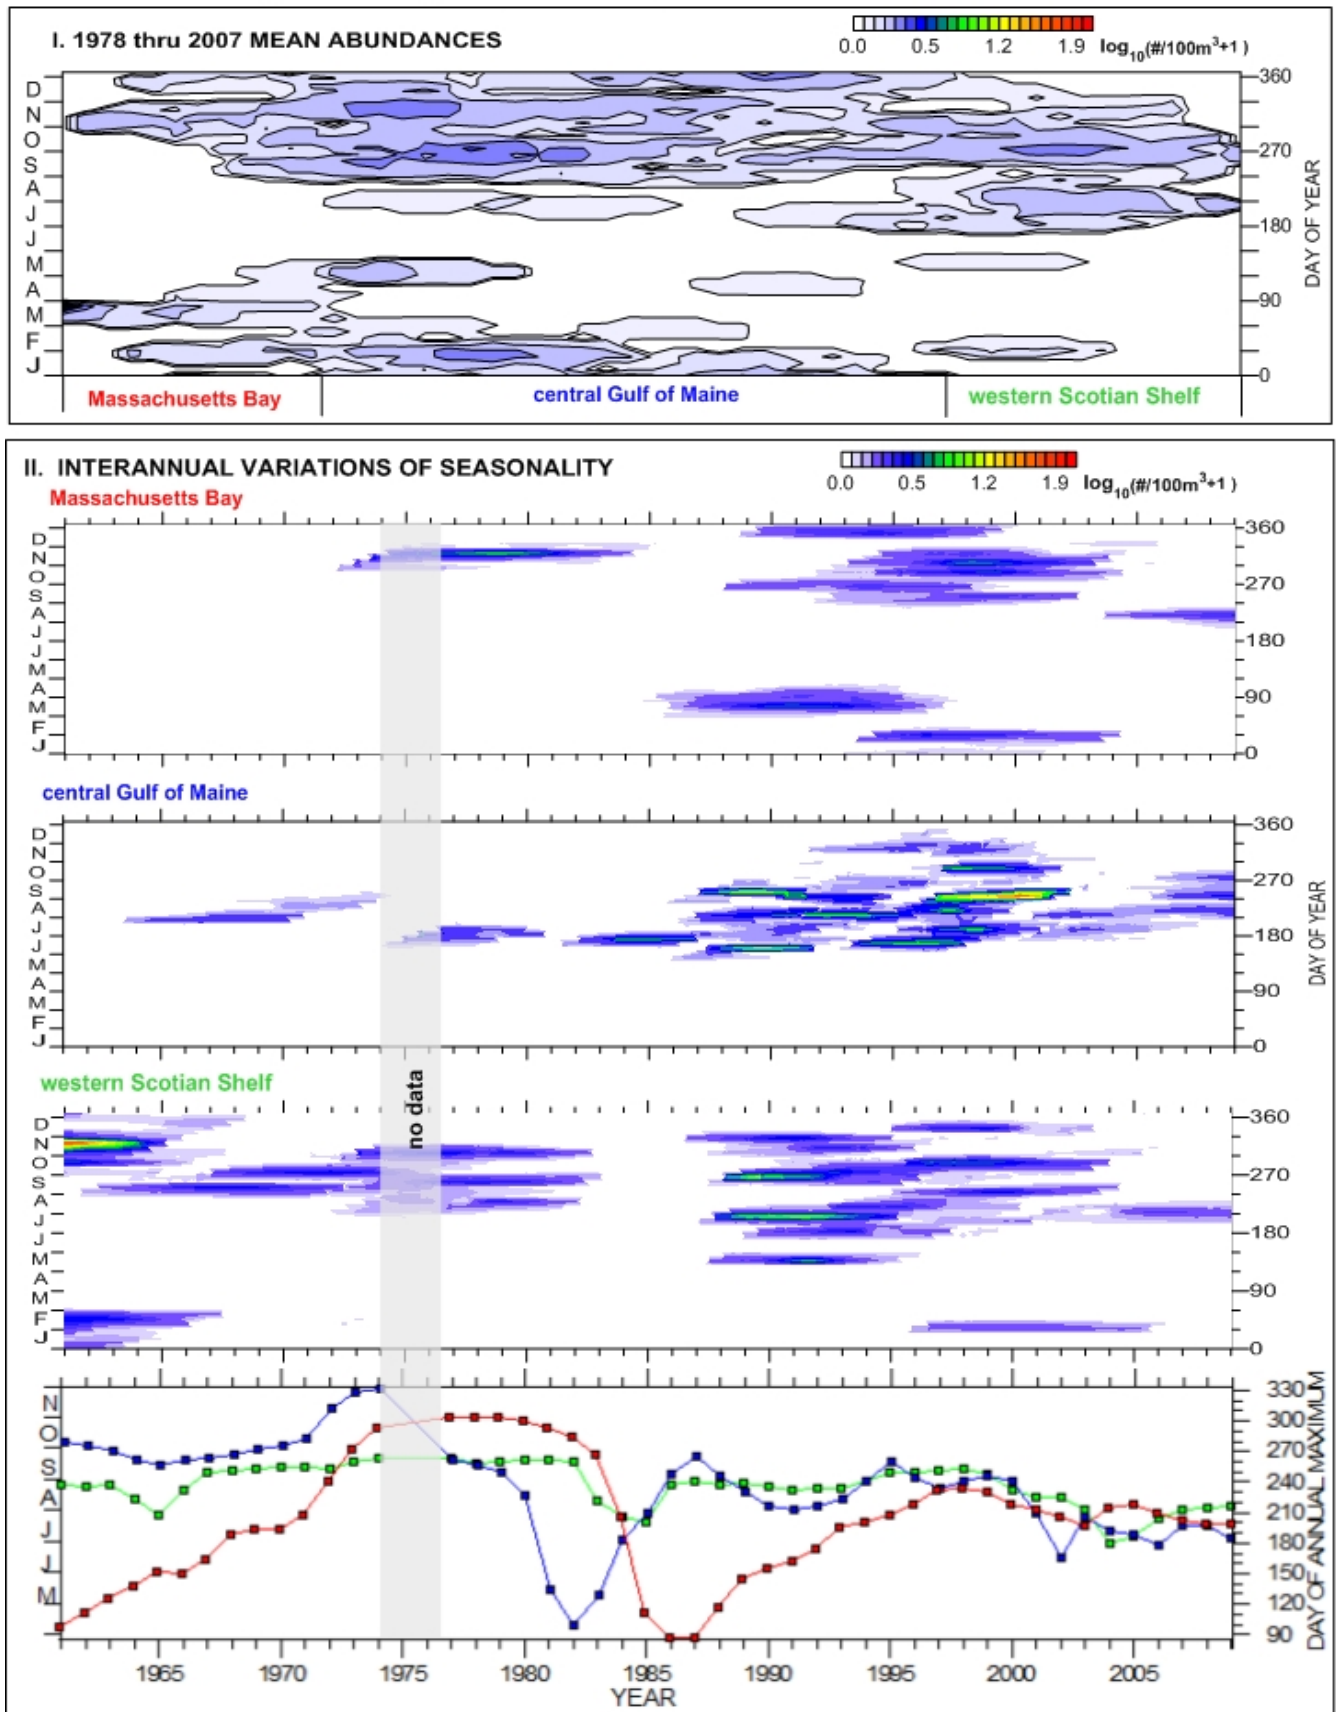 I. 1978 thru 2007 MEAN ABUNDANCES
0.0 0.5 1.2 1.9 log10(#/100m3+1 )
D
N
O
S
A
J
J
M
A
M
F
J
360
270
180
90
0
DAY OF YEAR
Massachusetts Bay central Gulf of Maine western Scotian Shelf
II. INTERANNUAL VARIATIONS OF SEASONALITY
0.0 0.5 1.2 1.9 log10(#/100m3+1 )
Massachusetts Bay
D
N
O
S
A
J
J
M
A
M
F
J
360
270
180
90
0
central Gulf of Maine
D
N
O
S
A
J
J
M
A
M
F
J
360
270
180
90
0
DAY OF YEAR
western Scotian Shelf
no data
D
N
O
S
A
J
J
M
A
M
F
J
360
270
180
90
0
N
O
S
A
J
J
M
330
300
270
240
210
180
150
120
90
DAY OF ANNUAL MAXIMUM
1965 1970 1975 1980 1985 1990 1995 2000 2005
YEAR